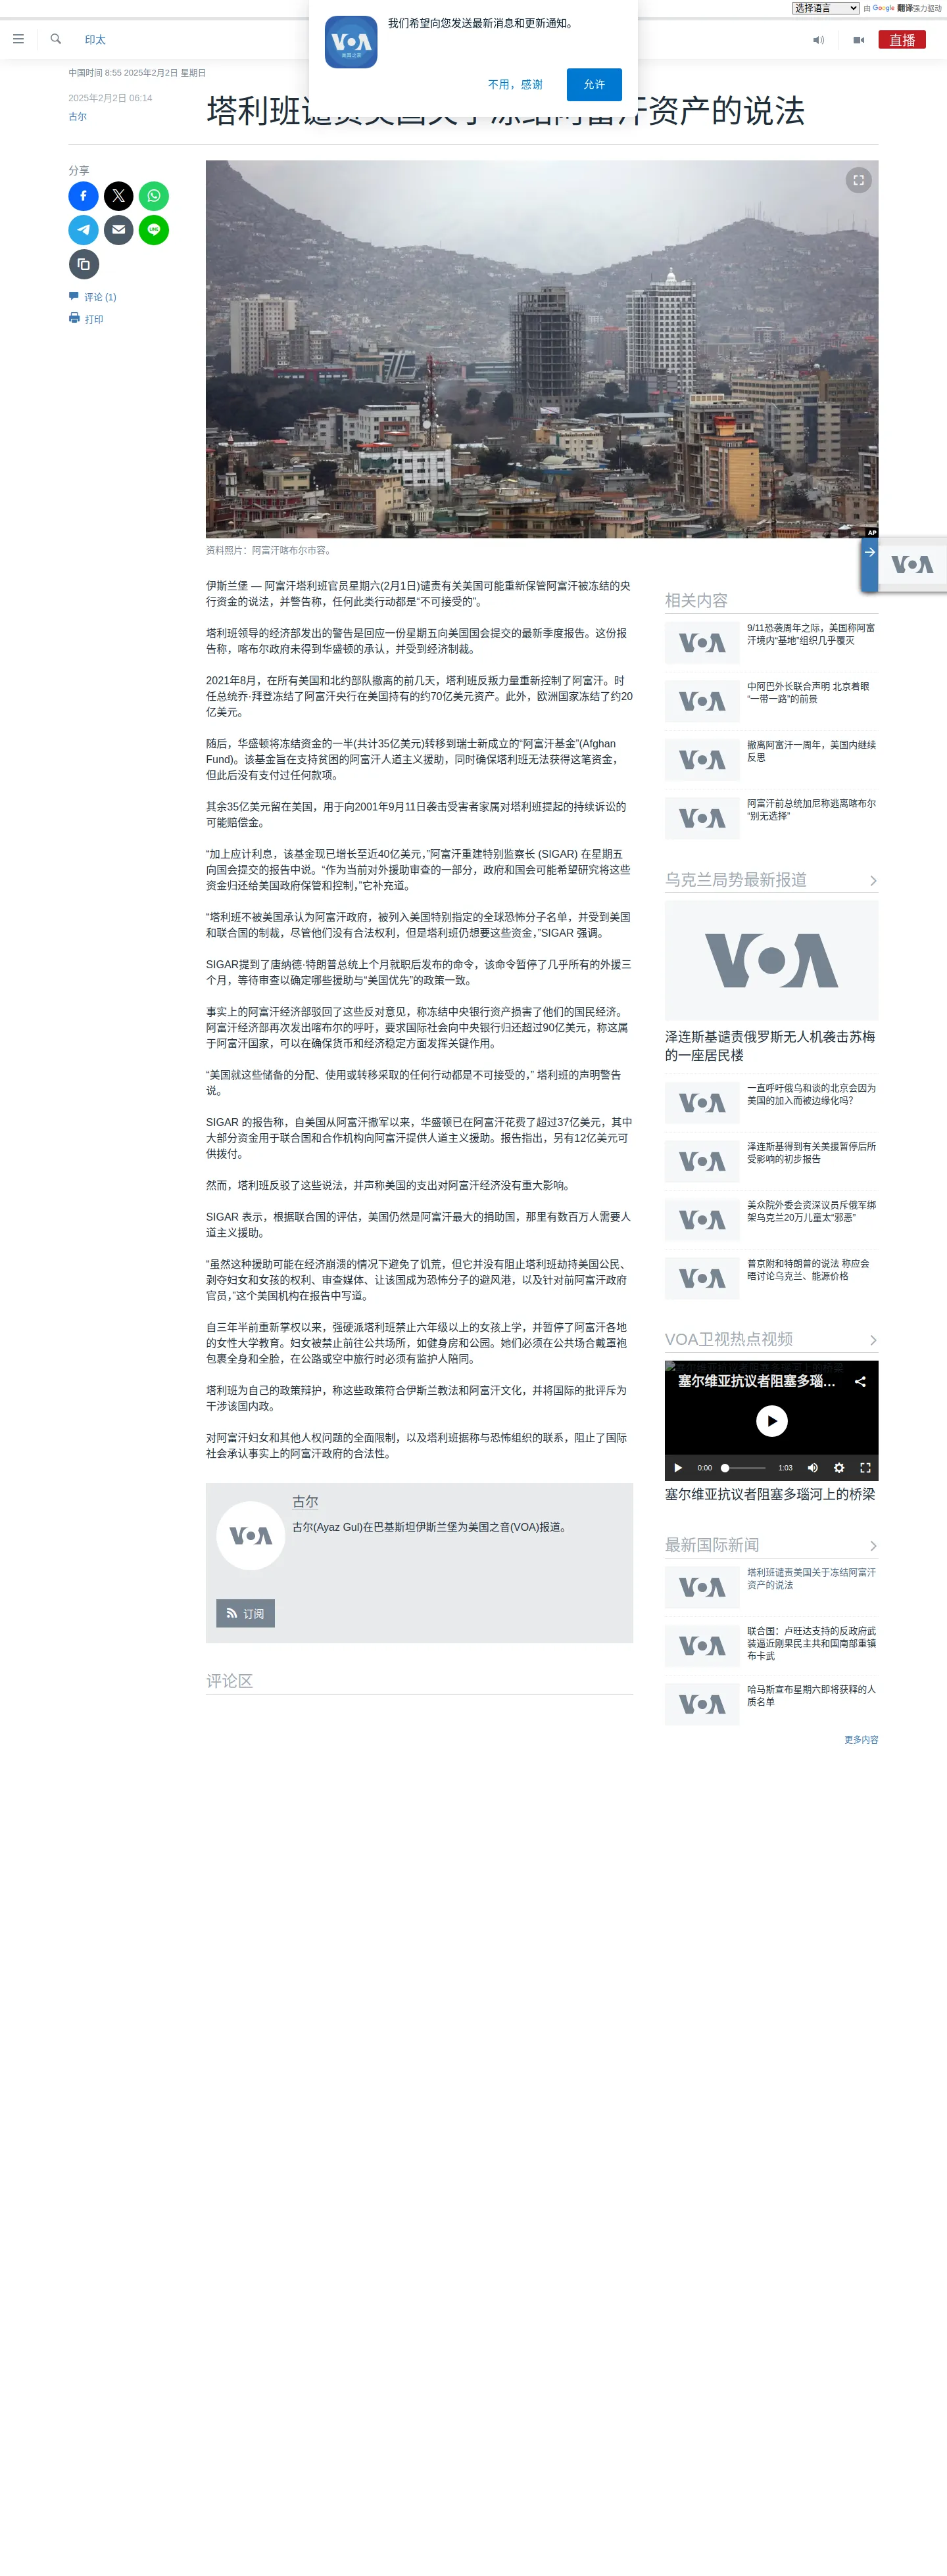 选择语言
由 Google 翻译强力驱动
我们希望向您发送最新消息和更新通知。
VOA
美国之音
不用，感谢
允许
印太
直播
中国时间 8:55 2025年2月2日 星期日
2025年2月2日 06:14
古尔
塔利班谴责美国关于冻结阿富汗资产的说法
分享
评论 (1)
打印
AP
资料照片：阿富汗喀布尔市容。
VOA
伊斯兰堡 — 阿富汗塔利班官员星期六(2月1日)谴责有关美国可能重新保管阿富汗被冻结的央
行资金的说法，并警告称，任何此类行动都是“不可接受的”。
塔利班领导的经济部发出的警告是回应一份星期五向美国国会提交的最新季度报告。这份报
告称，喀布尔政府未得到华盛顿的承认，并受到经济制裁。
2021年8月，在所有美国和北约部队撤离的前几天，塔利班反叛力量重新控制了阿富汗。时
任总统乔·拜登冻结了阿富汗央行在美国持有的约70亿美元资产。此外，欧洲国家冻结了约20
亿美元。
随后，华盛顿将冻结资金的一半(共计35亿美元)转移到瑞士新成立的“阿富汗基金”(Afghan
Fund)。该基金旨在支持贫困的阿富汗人道主义援助，同时确保塔利班无法获得这笔资金，
但此后没有支付过任何款项。
其余35亿美元留在美国，用于向2001年9月11日袭击受害者家属对塔利班提起的持续诉讼的
可能赔偿金。
“加上应计利息，该基金现已增长至近40亿美元，”阿富汗重建特别监察长 (SIGAR) 在星期五
向国会提交的报告中说。“作为当前对外援助审查的一部分，政府和国会可能希望研究将这些
资金归还给美国政府保管和控制，”它补充道。
“塔利班不被美国承认为阿富汗政府，被列入美国特别指定的全球恐怖分子名单，并受到美国
和联合国的制裁，尽管他们没有合法权利，但是塔利班仍想要这些资金，”SIGAR 强调。
SIGAR提到了唐纳德·特朗普总统上个月就职后发布的命令，该命令暂停了几乎所有的外援三
个月，等待审查以确定哪些援助与“美国优先”的政策一致。
事实上的阿富汗经济部驳回了这些反对意见，称冻结中央银行资产损害了他们的国民经济。
阿富汗经济部再次发出喀布尔的呼吁，要求国际社会向中央银行归还超过90亿美元，称这属
于阿富汗国家，可以在确保货币和经济稳定方面发挥关键作用。
“美国就这些储备的分配、使用或转移采取的任何行动都是不可接受的，” 塔利班的声明警告
说。
SIGAR 的报告称，自美国从阿富汗撤军以来，华盛顿已在阿富汗花费了超过37亿美元，其中
大部分资金用于联合国和合作机构向阿富汗提供人道主义援助。报告指出，另有12亿美元可
供拨付。
然而，塔利班反驳了这些说法，并声称美国的支出对阿富汗经济没有重大影响。
SIGAR 表示，根据联合国的评估，美国仍然是阿富汗最大的捐助国，那里有数百万人需要人
道主义援助。
“虽然这种援助可能在经济崩溃的情况下避免了饥荒，但它并没有阻止塔利班劫持美国公民、
剥夺妇女和女孩的权利、审查媒体、让该国成为恐怖分子的避风港，以及针对前阿富汗政府
官员，”这个美国机构在报告中写道。
自三年半前重新掌权以来，强硬派塔利班禁止六年级以上的女孩上学，并暂停了阿富汗各地
的女性大学教育。妇女被禁止前往公共场所，如健身房和公园。她们必须在公共场合戴罩袍
包裹全身和全脸，在公路或空中旅行时必须有监护人陪同。
塔利班为自己的政策辩护，称这些政策符合伊斯兰教法和阿富汗文化，并将国际的批评斥为
干涉该国内政。
对阿富汗妇女和其他人权问题的全面限制，以及塔利班据称与恐怖组织的联系，阻止了国际
社会承认事实上的阿富汗政府的合法性。
VOA
古尔
古尔(Ayaz Gul)在巴基斯坦伊斯兰堡为美国之音(VOA)报道。
订阅
评论区
相关内容
VOA
9/11恐袭周年之际，美国称阿富
汗境内“基地”组织几乎覆灭
VOA
中阿巴外长联合声明 北京着眼
“一带一路”的前景
VOA
撤离阿富汗一周年，美国内继续
反思
VOA
阿富汗前总统加尼称逃离喀布尔
“别无选择”
乌克兰局势最新报道
VOA
泽连斯基谴责俄罗斯无人机袭击苏梅
的一座居民楼
VOA
一直呼吁俄乌和谈的北京会因为
美国的加入而被边缘化吗？
VOA
泽连斯基得到有关美援暂停后所
受影响的初步报告
VOA
美众院外委会资深议员斥俄军绑
架乌克兰20万儿童太“邪恶”
VOA
普京附和特朗普的说法 称应会
晤讨论乌克兰、能源价格
VOA卫视热点视频
塞尔维亚抗议者阻塞多瑙河上的桥梁
塞尔维亚抗议者阻塞多瑙…
0:00
1:03
塞尔维亚抗议者阻塞多瑙河上的桥梁
最新国际新闻
VOA
塔利班谴责美国关于冻结阿富汗
资产的说法
VOA
联合国：卢旺达支持的反政府武
装逼近刚果民主共和国南部重镇
布卡武
VOA
哈马斯宣布星期六即将获释的人
质名单
更多内容